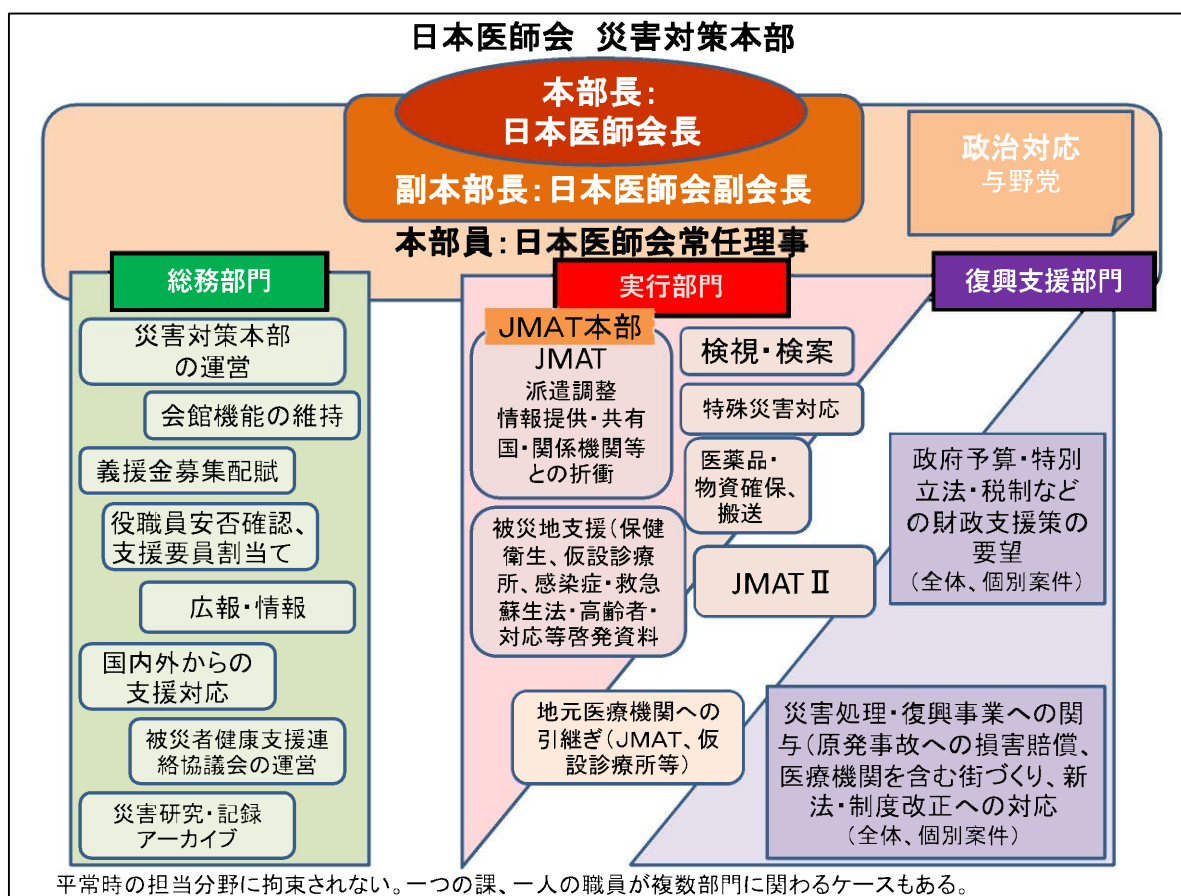 日本医師会 災害対策本部
本部長：
日本医師会長
副本部長：日本医師会副会長
本部員：日本医師会常任理事
政治対応
与野党
総務部門
災害対策本部
の運営
会館機能の維持
義援金募集配賦
役職員安否確認、
支援要員割当て
広報・情報
国内外からの
支援対応
被災者健康支援連
絡協議会の運営
災害研究・記録
アーカイブ
実行部門
JMAT本部
JMAT
派遣調整
情報提供・共有
国・関係機関等
との折衝
被災地支援（保健
衛生、仮設診療
所、感染症・救急
蘇生法・高齢者・
対応等啓発資料
検視・検案
特殊災害対応
医薬品・
物資確保、
搬送
JMAT Ⅱ
地元医療機関への
引継ぎ（JMAT、仮
設診療所等）
復興支援部門
政府予算・特別
立法・税制など
の財政支援策の
要望
（全体、個別案件）
災害処理・復興事業への関
与（原発事故への損害賠償、
医療機関を含む街づくり、新
法・制度改正への対応
（全体、個別案件）
平常時の担当分野に拘束されない。一つの課、一人の職員が複数部門に関わるケースもある。